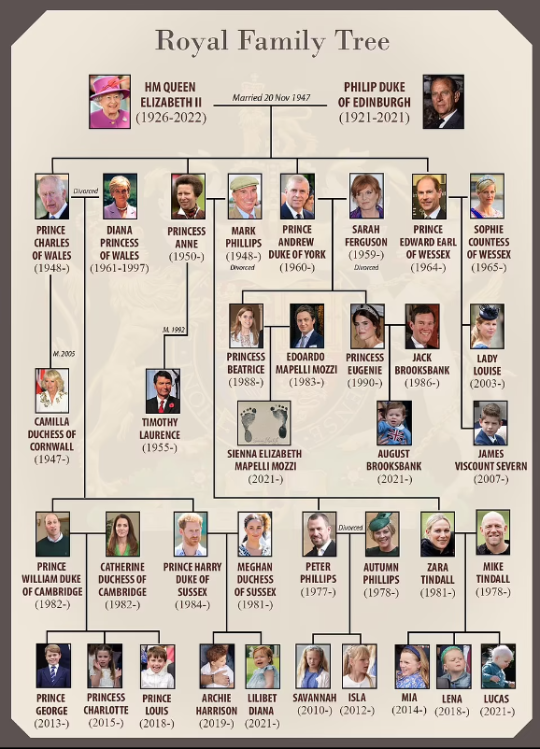 Royal Family Tree
HM QUEEN
ELIZABETH II
(1926-2022)
Married 20 Nov 1947
PHILIP DUKE
OF EDINBURGH
(1921-2021)
Divorced
PRINCE
CHARLES
OF WALES
(1948-)
DIANA
PRINCESS
OF WALES
(1961-1997)
PRINCESS
ANNE
(1950-)
MARK
PHILLIPS
(1948-)
Divorced
PRINCE
ANDREW
DUKE OF YORK
(1960-)
SARAH
FERGUSON
(1959-)
Divorced
PRINCE
EDWARD EARL
OF WESSEX
(1964-)
SOPHIE
COUNTESS
OF WESSEX
(1965-)
M. 2005
M. 1992
PRINCESS
BEATRICE
(1988-)
EDOARDO
MAPELLI MOZZI
(1983-)
PRINCESS
EUGENIE
(1990-)
JACK
BROOKSBANK
(1986-)
LADY
LOUISE
(2003-)
CAMILLA
DUCHESS OF
CORNWALL
(1947-)
TIMOTHY
LAURENCE
(1955-)
SIENNA ELIZABETH
MAPELLI MOZZI
(2021-)
AUGUST
BROOKSBANK
(2021-)
JAMES
VISCOUNT SEVERN
(2007-)
PRINCE
WILLIAM DUKE
OF CAMBRIDGE
(1982-)
CATHERINE
DUCHESS OF
CAMBRIDGE
(1982-)
PRINCE HARRY
DUKE OF
SUSSEX
(1984-)
MEGHAN
DUCHESS
OF SUSSEX
(1981-)
PETER
PHILLIPS
(1977-)
Divorced
AUTUMN
PHILLIPS
(1978-)
ZARA
TINDALL
(1981-)
MIKE
TINDALL
(1978-)
PRINCE
GEORGE
(2013-)
PRINCESS
CHARLOTTE
(2015-)
PRINCE
LOUIS
(2018-)
ARCHIE
HARRISON
(2019-)
LILIBET
DIANA
(2021-)
SAVANNAH
(2010-)
ISLA
(2012-)
MIA
(2014-)
LENA
(2018-)
LUCAS
(2021-)